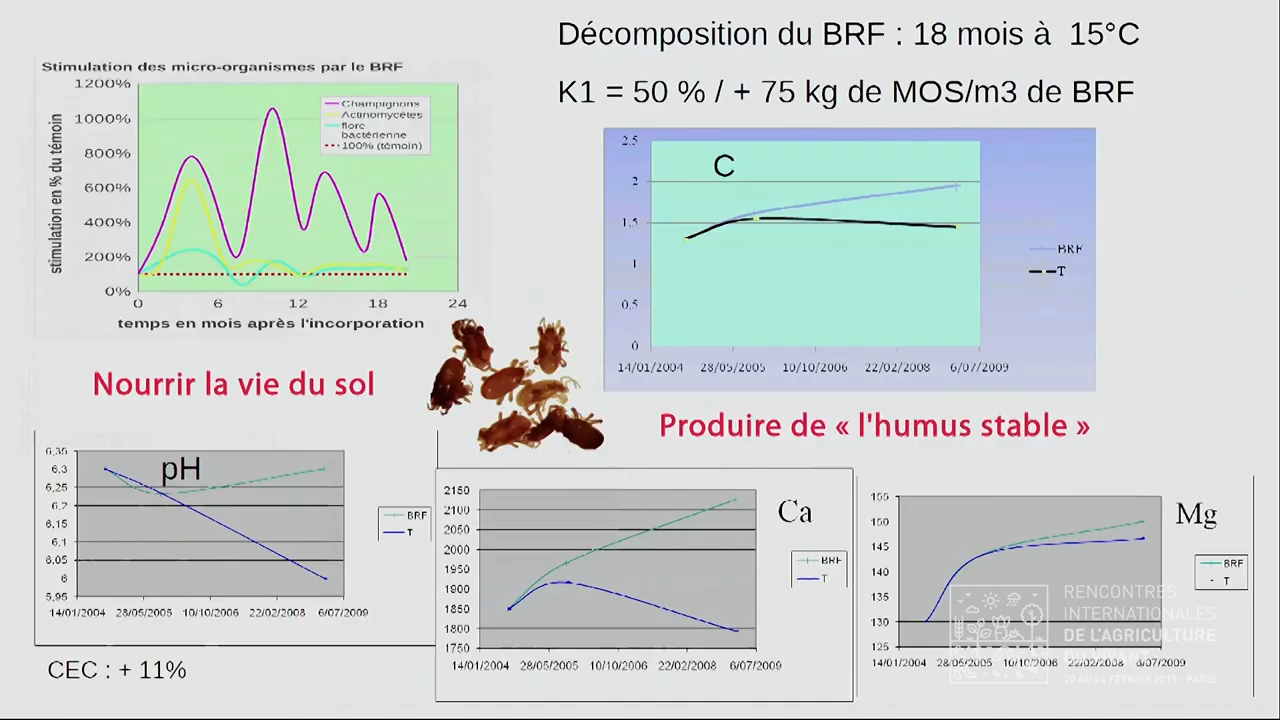 Décomposition du BRF : 18 mois à 15°C
K1 = 50 % / + 75 kg de MOS/m3 de BRF
Stimulation des micro-organismes par le BRF
1200%
1000%
800%
600%
400%
200%
0%
stimulation en % du témoin
Champignons
Actinomycètes
flore
bactérienne
100% (témoin)
0 6 12 18 24
temps en mois après l'incorporation
C
2,5
2
1,5
1
0,5
0
BRF
T
14/01/2004 28/05/2005 10/10/2006 22/02/2008 6/07/2009
Nourrir la vie du sol
Produire de « l'humus stable »
pH
6,35
6,3
6,25
6,2
6,15
6,1
6,05
6
5,95
BRF
T
14/01/2004 28/05/2005 10/10/2006 22/02/2008 6/07/2009
CEC : + 11%
Ca
2150
2100
2050
2000
1900
1850
1800
1750
BRF
T
14/01/2004 28/05/2005 10/10/2006 22/02/2008 6/07/2009
Mg
155
150
145
140
135
130
125
BRF
T
14/01/2004 28/05/2005 10/10/2006 22/02/2008 6/07/2009
RENCONTRES
INTERNATIONALES
DE L'AGRICULTURE
DU VIVANT
20 AU 24 FÉVRIER 2019 - PARIS